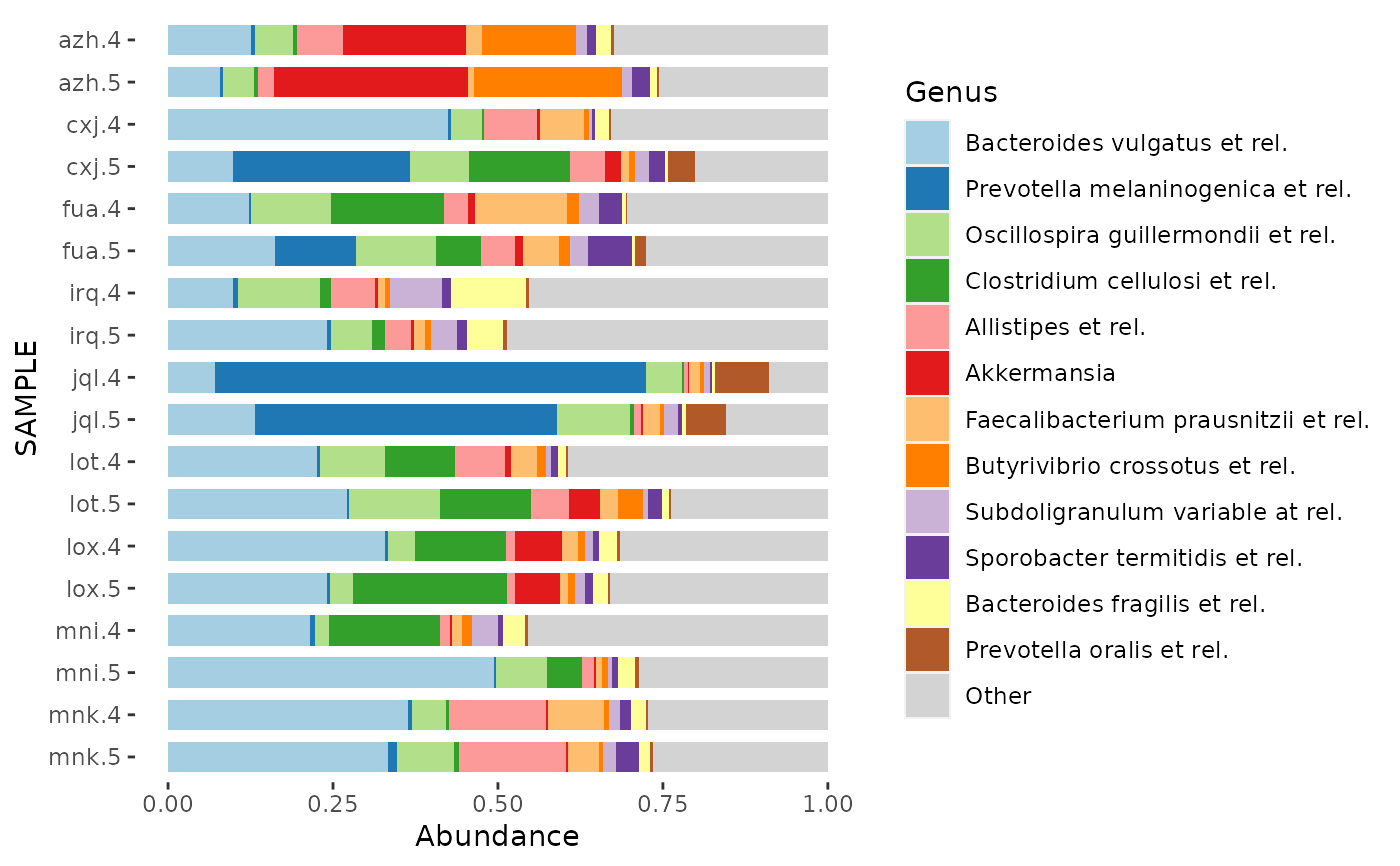 azh.4
azh.5
cxj.4
cxj.5
fua.4
fua.5
irq.4
irq.5
jql.4
jql.5
lot.4
lot.5
lox.4
lox.5
mni.4
mni.5
mnk.4
mnk.5
SAMPLE
0.00 0.25 0.50 0.75 1.00
Abundance
Genus
Bacteroides vulgatus et rel.
Prevotella melaninogenica et rel.
Oscillospira guillermondii et rel.
Clostridium cellulosi et rel.
Allistipes et rel.
Akkermansia
Faecalibacterium prausnitzii et rel.
Butyrivibrio crossotus et rel.
Subdoligranulum variable at rel.
Sporobacter termitidis et rel.
Bacteroides fragilis et rel.
Prevotella oralis et rel.
Other